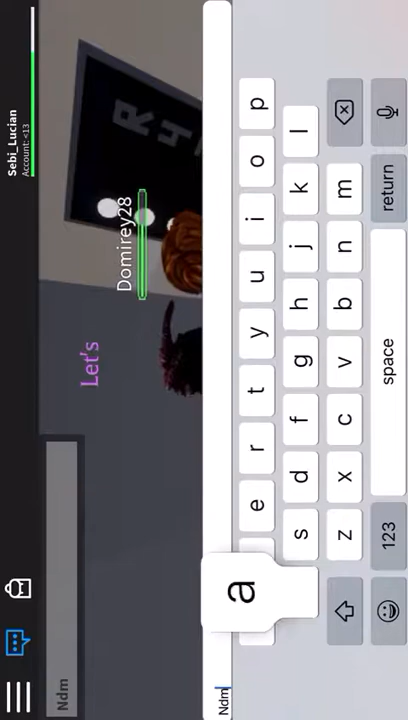 Sebi_Lucian
Account: <13
Domirey28
Let's
Ndm
Ndm
e r t y u i o p
a s d f g h j k l
z x c v b n m
123 space return